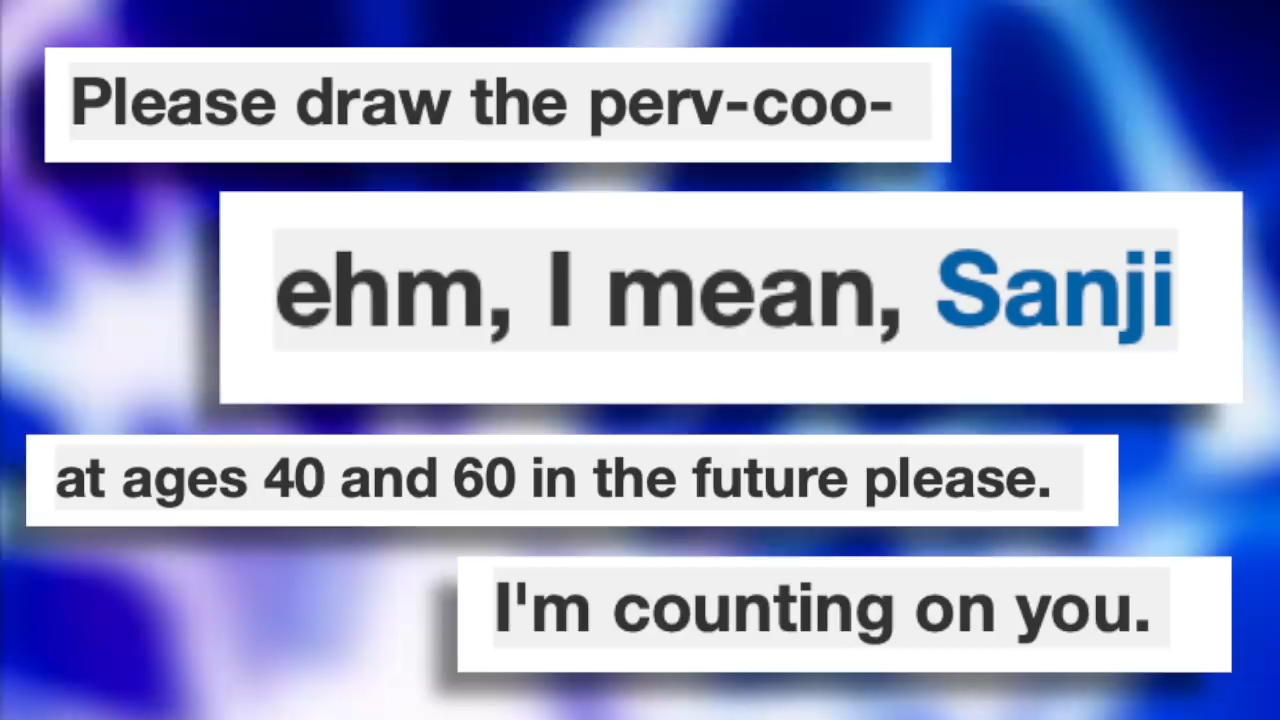 Please draw the perv-coo-
ehm, I mean, Sanji
at ages 40 and 60 in the future please.
I'm counting on you.